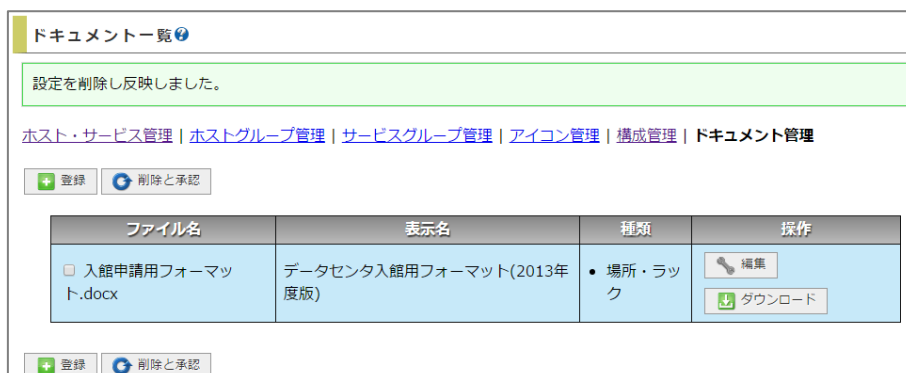 ドキュメント一覧?
設定を削除し反映しました。
ホスト・サービス管理 | ホストグループ管理 | サービスグループ管理 | アイコン管理 | 構成管理 | ドキュメント管理
登録 削除と承認
ファイル名 表示名 種類 操作
入館申請用フォーマッ データセンタ入館用フォーマット(2013年 • 場所・ラッ 編集
ト.docx 度版) ク ダウンロード
登録 削除と承認